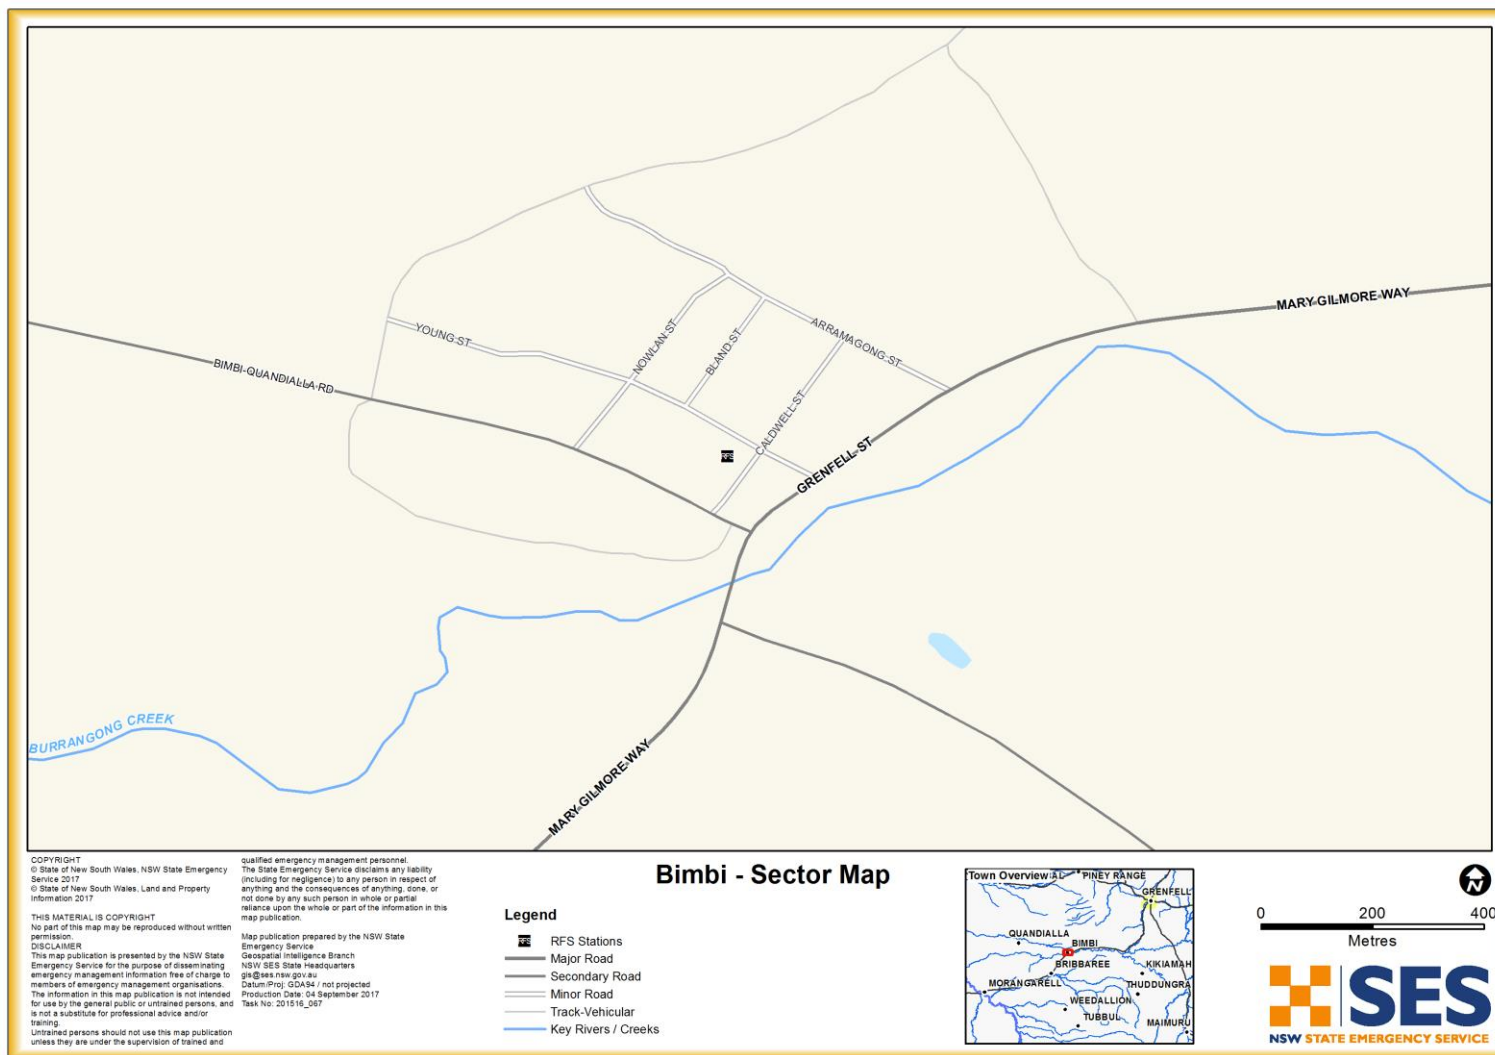 MARY GILMORE WAY
ARRAMAGONG ST
YOUNG ST
NOWLAN ST
BLAND ST
BIMBI-QUANDIALLA RD
CALDWELL ST
RFS
GRENFELL ST
BURRANGONG CREEK
MARY GILMORE WAY
COPYRIGHT
© State of New South Wales, NSW State Emergency
Service 2017
© State of New South Wales, Land and Property
Information 2017
THIS MATERIAL IS COPYRIGHT
No part of this map may be reproduced without written
permission.
DISCLAIMER
This map publication is presented by the NSW State
Emergency Service for the purpose of disseminating
emergency management information free of charge to
members of emergency management organisations.
The information in this map publication is not intended
for use by the general public or untrained persons, and
is not a substitute for professional advice and/or
training.
Untrained persons should not use this map publication
unless they are under the supervision of trained and
qualified emergency management personnel.
The State Emergency Service disclaims any liability
(including for negligence) to any person in respect of
anything and the consequences of anything, done, or
not done by any such person in whole or partial
reliance upon the whole or part of the information in this
map publication.
Map publication prepared by the NSW State
Emergency Service
Geospatial Intelligence Branch
NSW SES State Headquarters
gis@ses.nsw.gov.au
Datum/Proj: GDA94 / not projected
Production Date: 04 September 2017
Task No: 201516_067
Bimbi - Sector Map
Legend
RFS RFS Stations
Major Road
Secondary Road
Minor Road
Track-Vehicular
Key Rivers / Creeks
Town Overview
PINEY RANGE
GRENFELL
QUANDIALLA
BIMBI
BRIBBAREE
KIKIAMAH
MORANGARELL
THUDDUNGRA
WEEDALLION
TUBBUL
MAIMURU
N
0 200 400
Metres
SES
NSW STATE EMERGENCY SERVICE